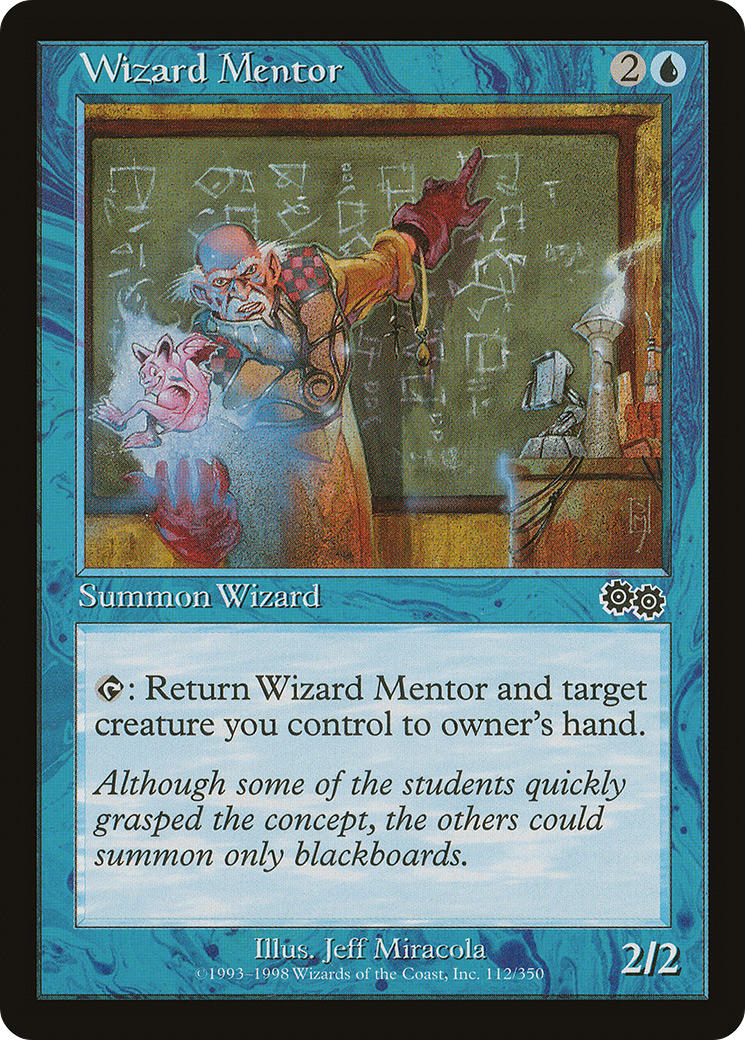 Wizard Mentor 2
Summon Wizard
: Return Wizard Mentor and target
creature you control to owner's hand.
Although some of the students quickly
grasped the concept, the others could
summon only blackboards.
Illus. Jeff Miracola
©1993–1998 Wizards of the Coast, Inc. 112/350
2/2